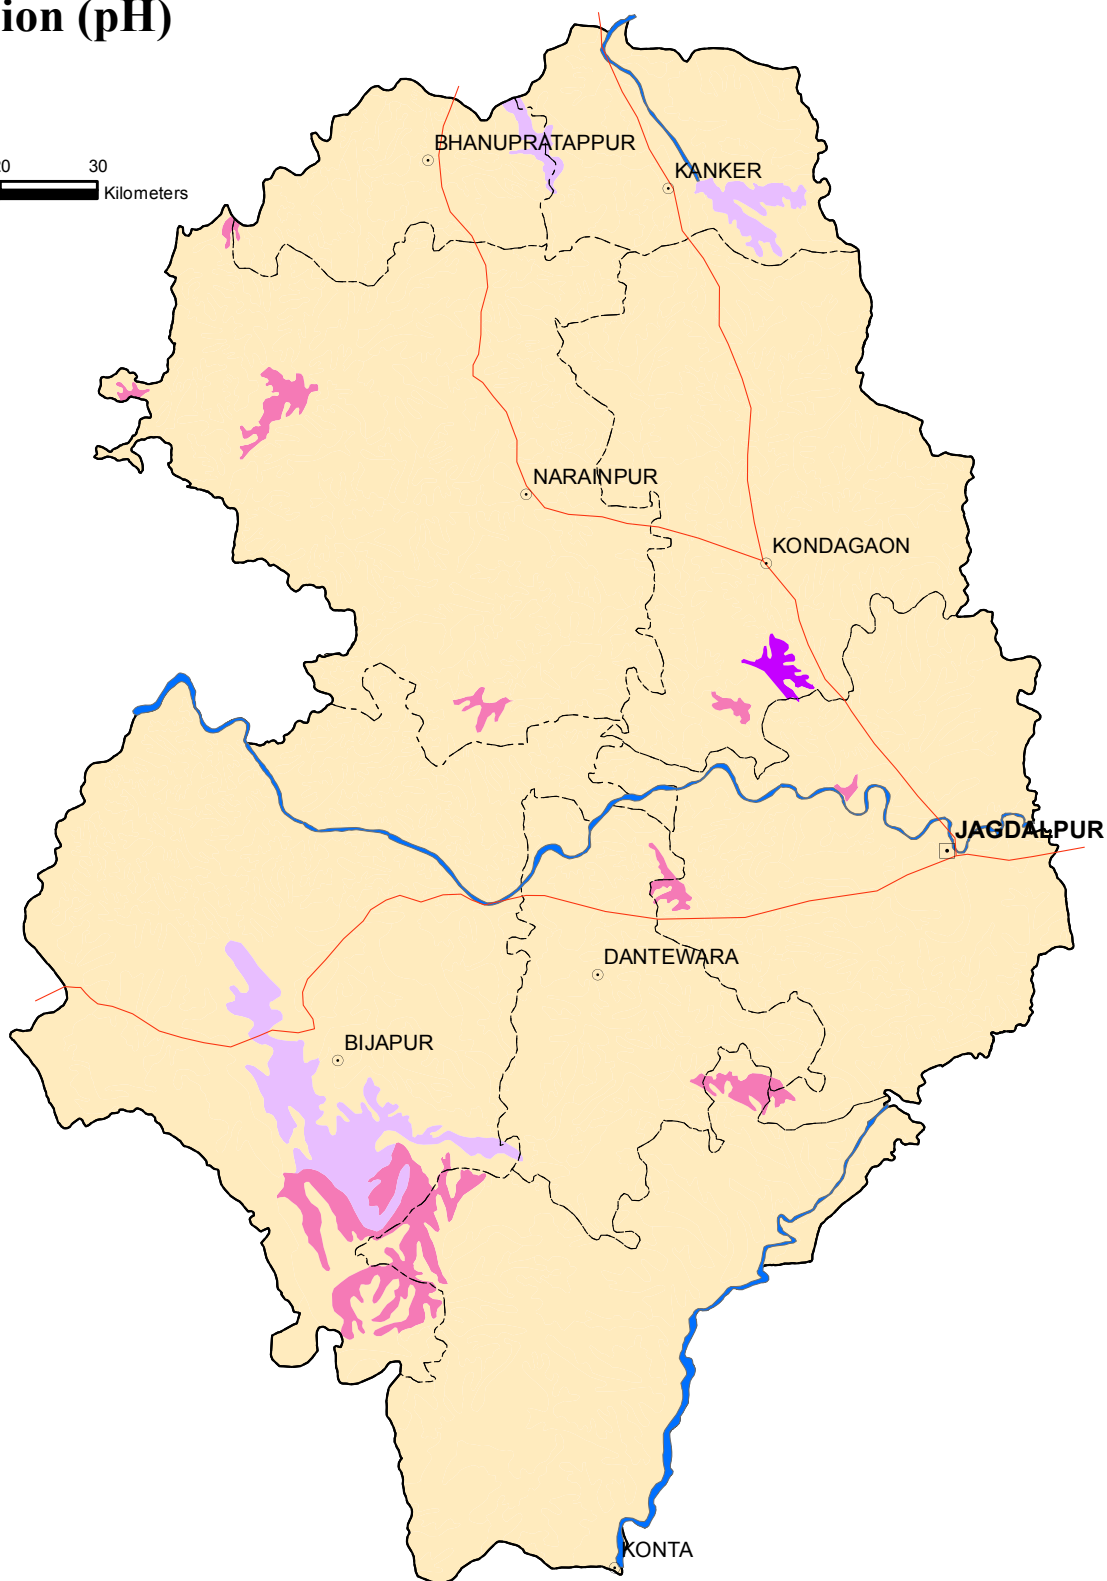 ion (pH)
0 30
Kilometers
BHANUPRATAPPUR
KANKER
NARAINPUR
KONDAGAON
JAGDALPUR
DANTEWARA
BIJAPUR
KONTA